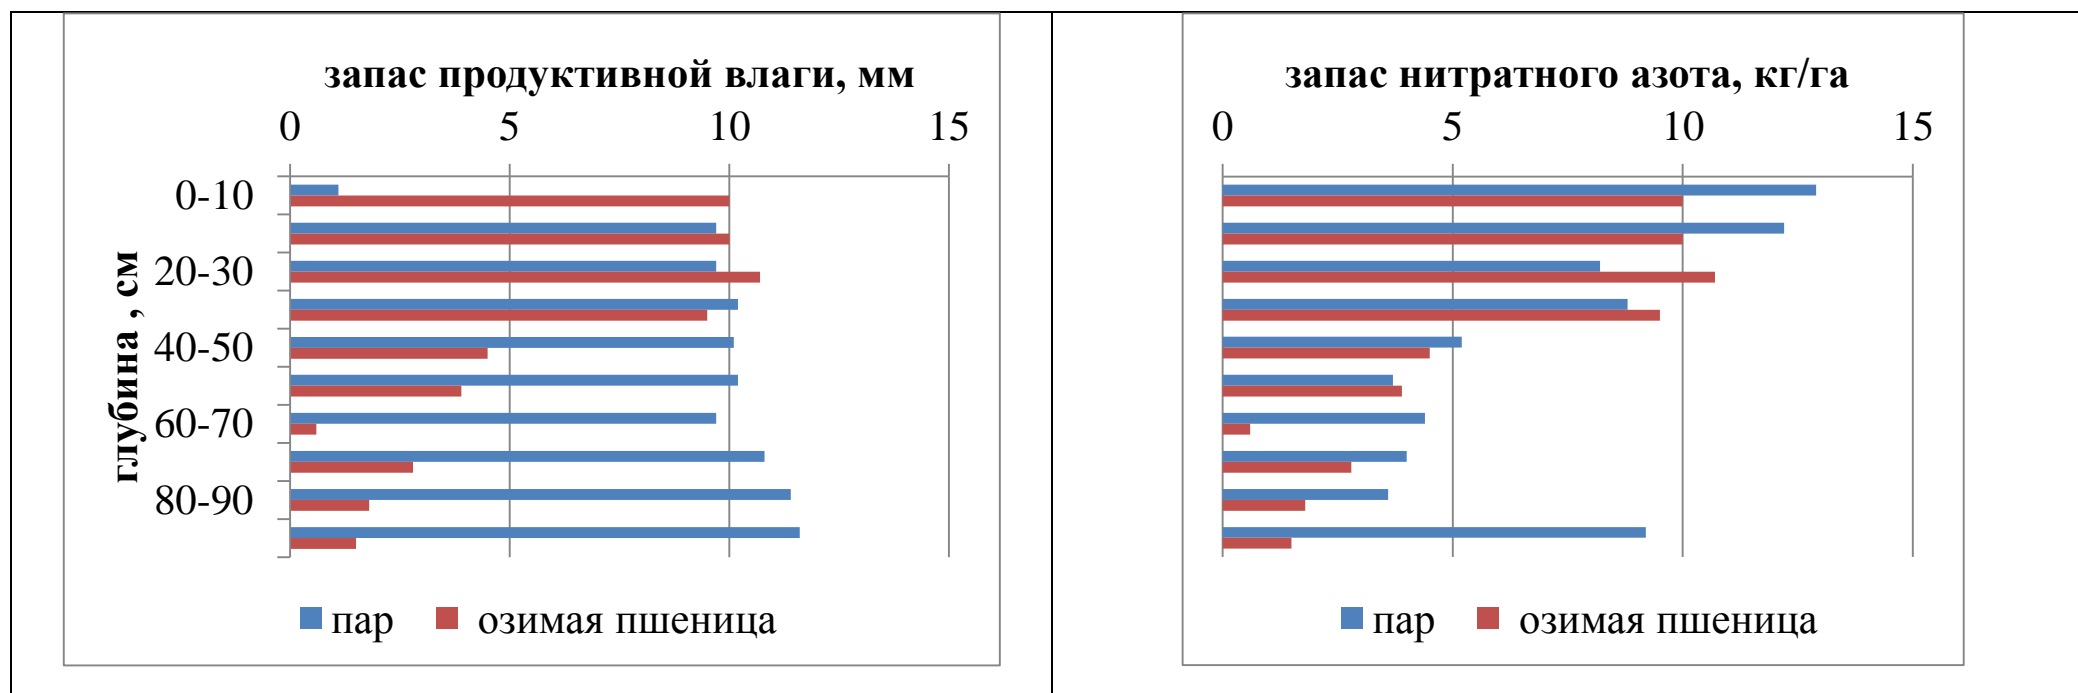 запас продуктивной влаги, мм
0 5 10 15
глубина , см
0-10
20-30
40-50
60-70
80-90
пар озимая пшеница
запас нитратного азота, кг/га
0 5 10 15
пар озимая пшеница